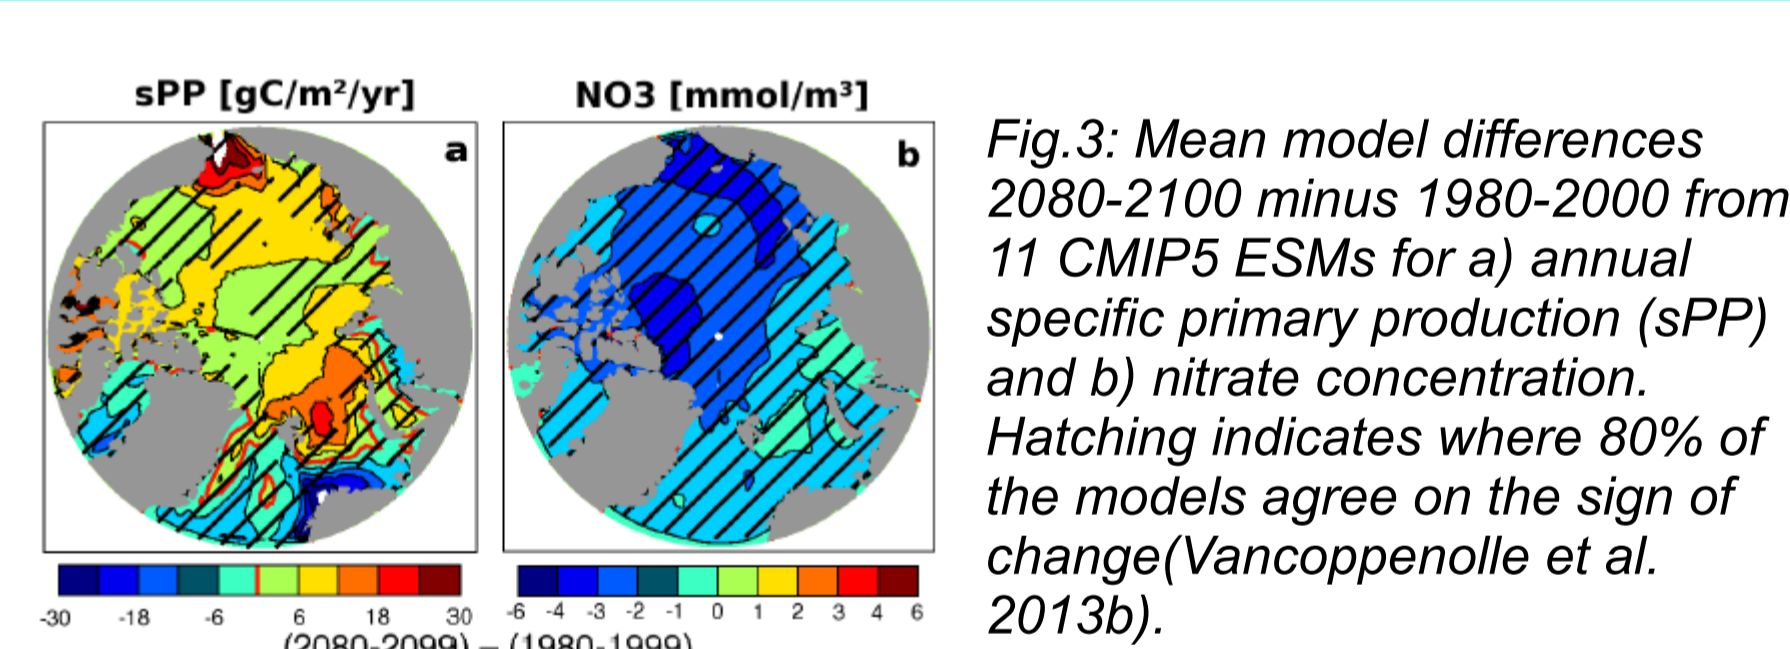 sPP [gC/m²/yr]
NO3 [mmol/m³]
a
b
-30 -18 -6 6 18 30
-6 -4 -3 -2 -1 0 1 2 3 4 6
(2080-2099) – (1980-1999)
Fig.3: Mean model differences
2080-2100 minus 1980-2000 from
11 CMIP5 ESMs for a) annual
specific primary production (sPP)
and b) nitrate concentration.
Hatching indicates where 80% of
the models agree on the sign of
change(Vancoppenolle et al.
2013b).